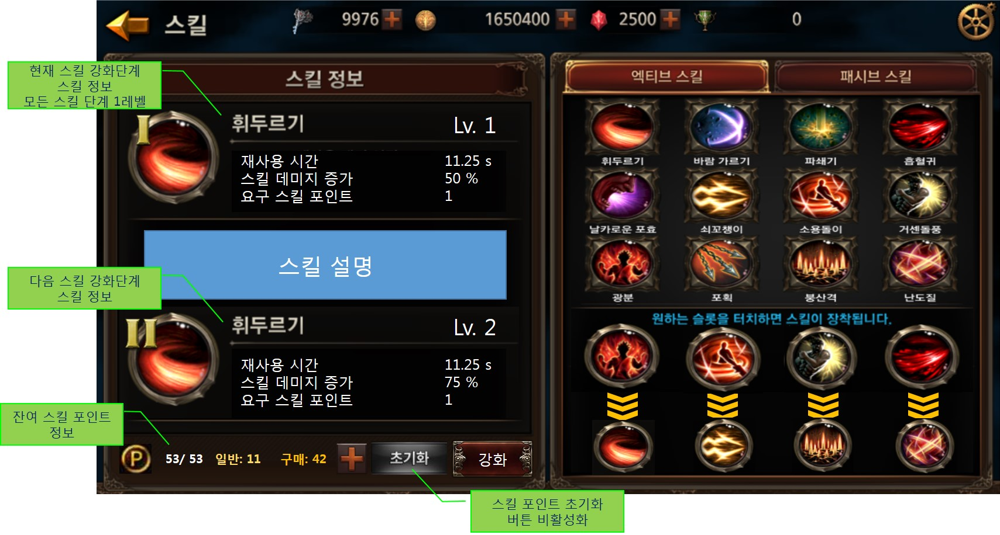 스킬
9976
1650400
2500
0
현재 스킬 강화단계
스킬 정보
모든 스킬 단계 1레벨
스킬 정보
I
휘두르기
Lv. 1
재사용 시간 11.25 s
스킬 데미지 증가 50 %
요구 스킬 포인트 1
스킬 설명
다음 스킬 강화단계
스킬 정보
II
휘두르기
Lv. 2
재사용 시간 11.25 s
스킬 데미지 증가 75 %
요구 스킬 포인트 1
잔여 스킬 포인트
정보
P
53/ 53 일반: 11 구매: 42
초기화
강화
스킬 포인트 초기화
버튼 비활성화
엑티브 스킬
패시브 스킬
휘두르기 바람 가르기 파쇄기 흡혈귀
날카로운 포효 쇠꼬챙이 소용돌이 거센돌풍
광분 포획 붕산격 난도질
원하는 슬롯을 터치하면 스킬이 장착됩니다.